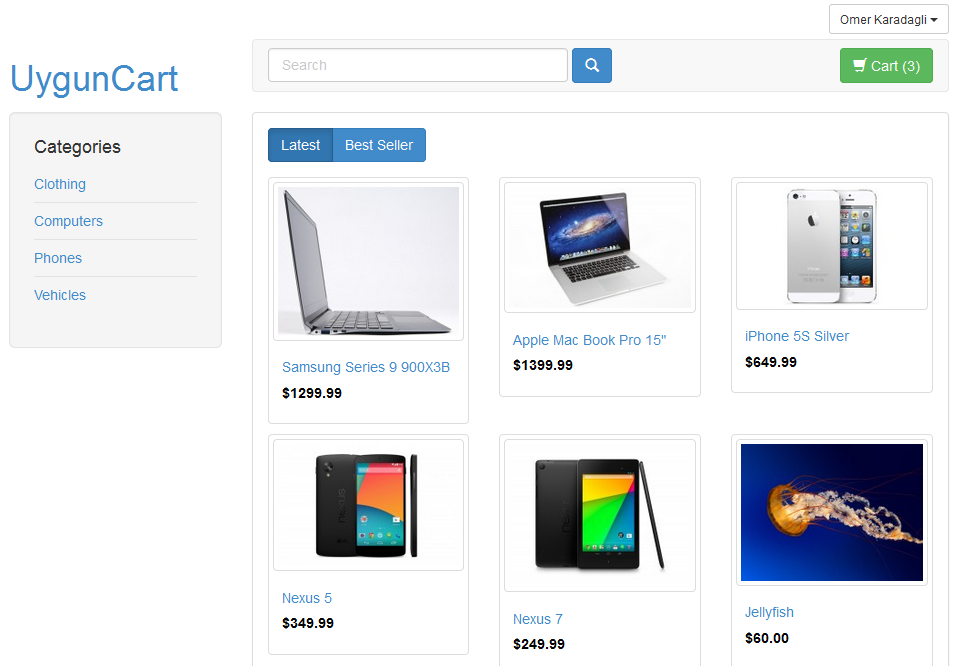 Omer Karadagli
UygunCart
Search
Cart (3)
Categories
Clothing
Computers
Phones
Vehicles
Latest
Best Seller
Samsung Series 9 900X3B
$1299.99
Apple Mac Book Pro 15"
$1399.99
iPhone 5S Silver
$649.99
Nexus 5
$349.99
Nexus 7
$249.99
Jellyfish
$60.00